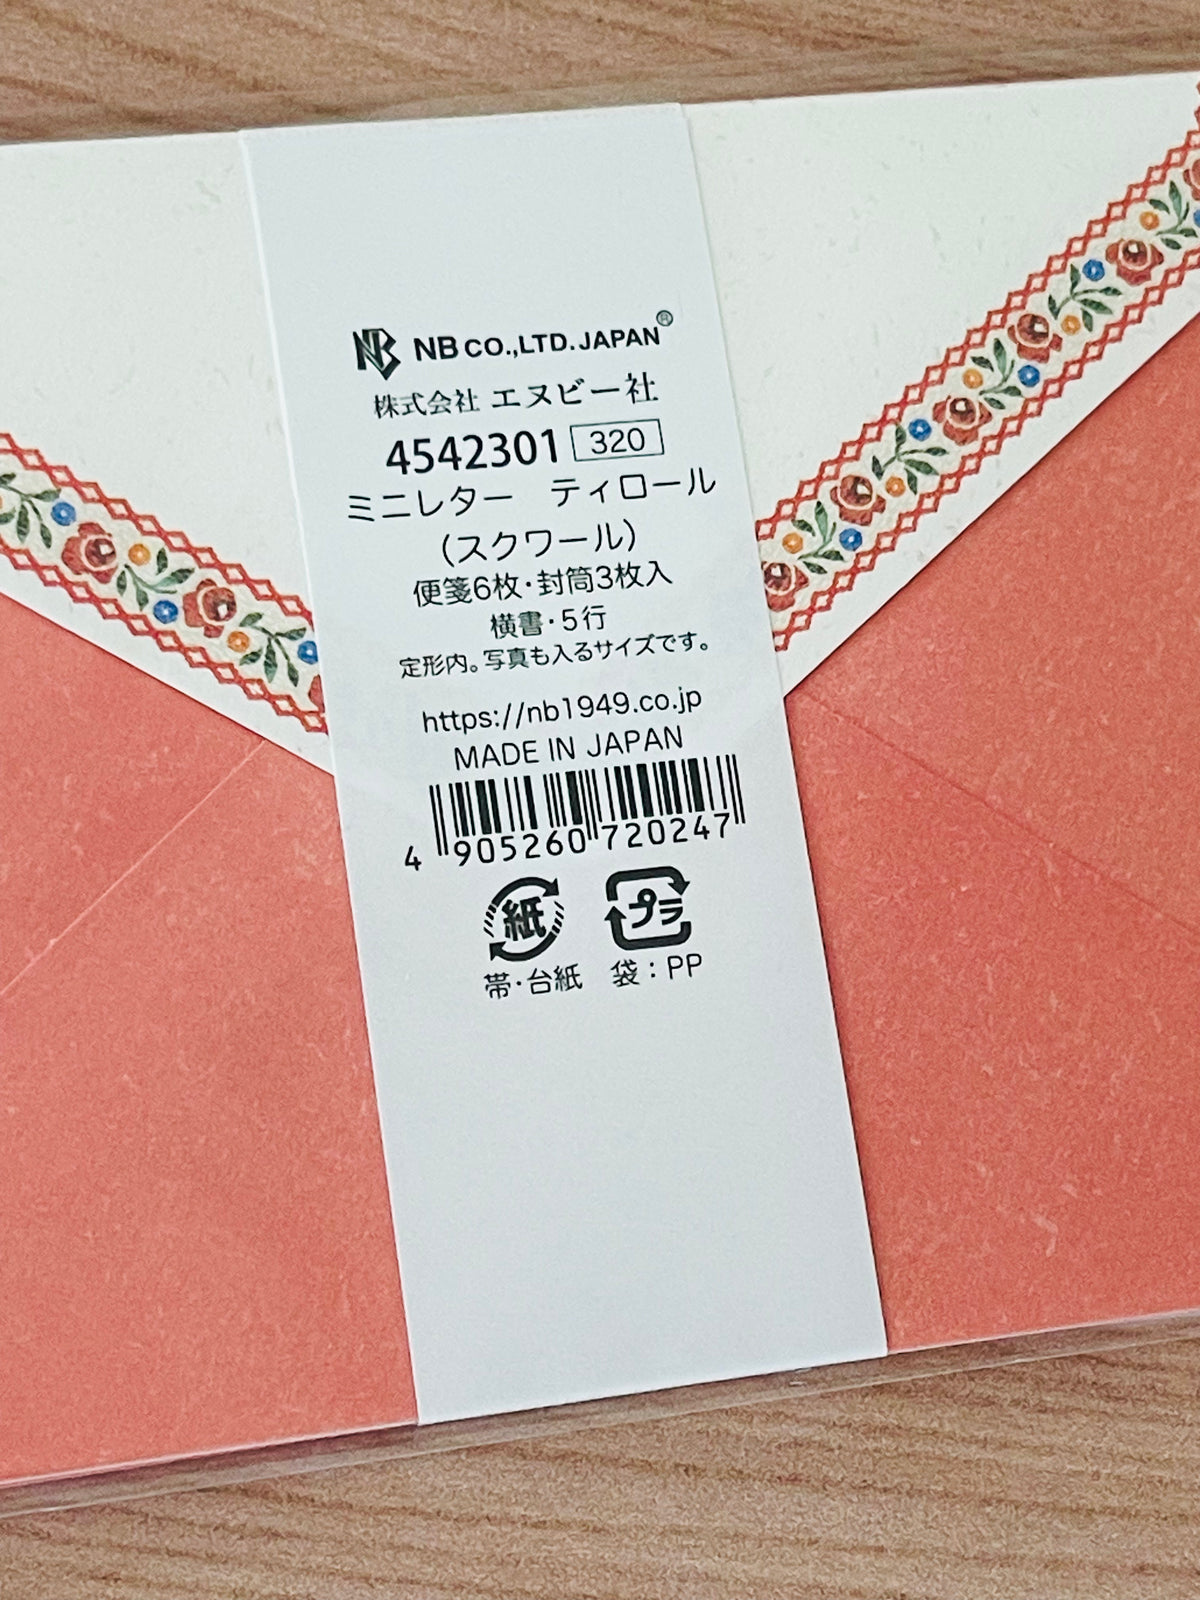 NB CO.,LTD.JAPAN®
株式会社 エヌビー社
4542301 320
ミニレター ティロール
(スクワール)
便箋6枚・封筒3枚入
横書・5行
定形内。写真も入るサイズです。
https://nb1949.co.jp
MADE IN JAPAN
4 905260 720247
紙 プラ
帯・台紙 袋:PP